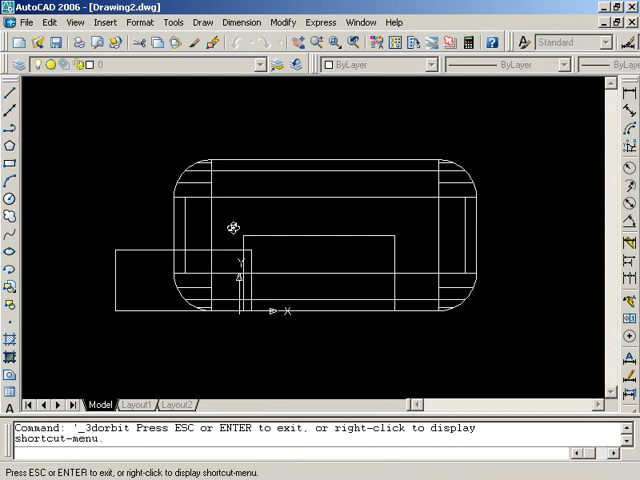 AutoCAD 2006 - [Drawing2.dwg]
File Edit View Insert Format Tools Draw Dimension Modify Express Window Help
Standard
0 ByLayer ByLayer ByLayer
Y
X
Model Layout1 Layout2
Command: '_3dorbit Press ESC or ENTER to exit, or right-click to display
shortcut-menu.
Press ESC or ENTER to exit, or right-click to display shortcut-menu.